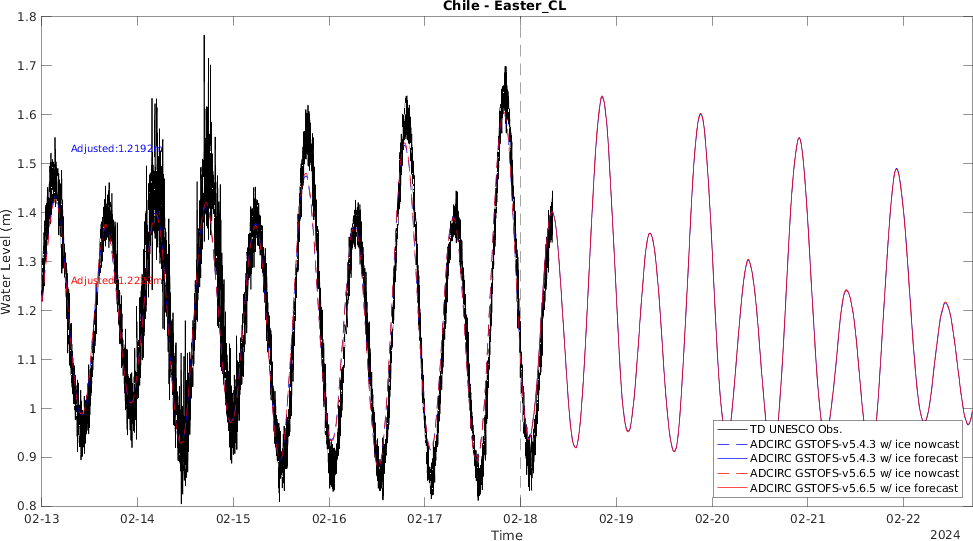 Chile - Easter_CL
1.8
1.7
1.6
1.5
1.4
1.3
1.2
1.1
1
0.9
0.8
Water Level (m)
Adjusted:1.2192m
TD UNESCO Obs.
ADCIRC GSTOFS-v5.4.3 w/ ice nowcast
ADCIRC GSTOFS-v5.4.3 w/ ice forecast
ADCIRC GSTOFS-v5.6.5 w/ ice nowcast
ADCIRC GSTOFS-v5.6.5 w/ ice forecast
02-13 02-14 02-15 02-16 02-17 02-18 02-19 02-20 02-21 02-22
Time
2024